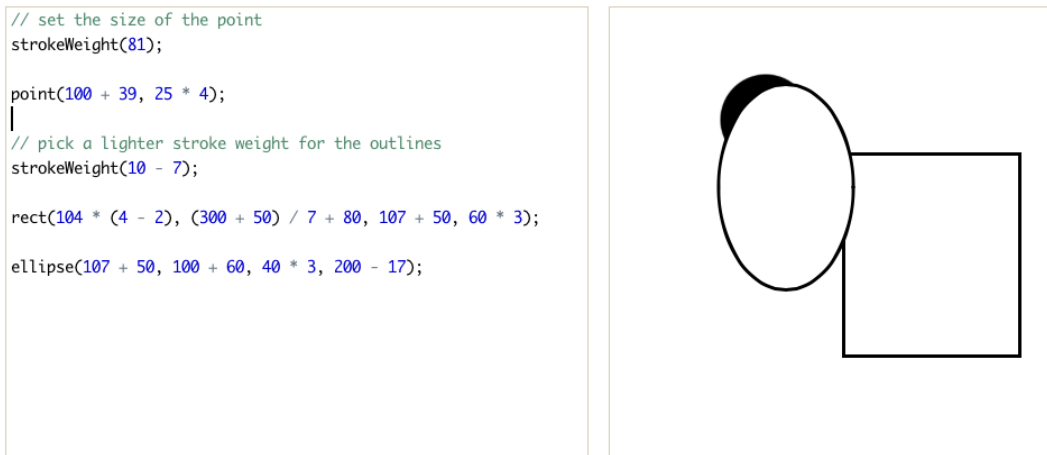 // set the size of the point
strokeWeight(81);
point(100 + 39, 25 * 4);
// pick a lighter stroke weight for the outlines
strokeWeight(10 - 7);
rect(104 * (4 - 2), (300 + 50) / 7 + 80, 107 + 50, 60 * 3);
ellipse(107 + 50, 100 + 60, 40 * 3, 200 - 17);